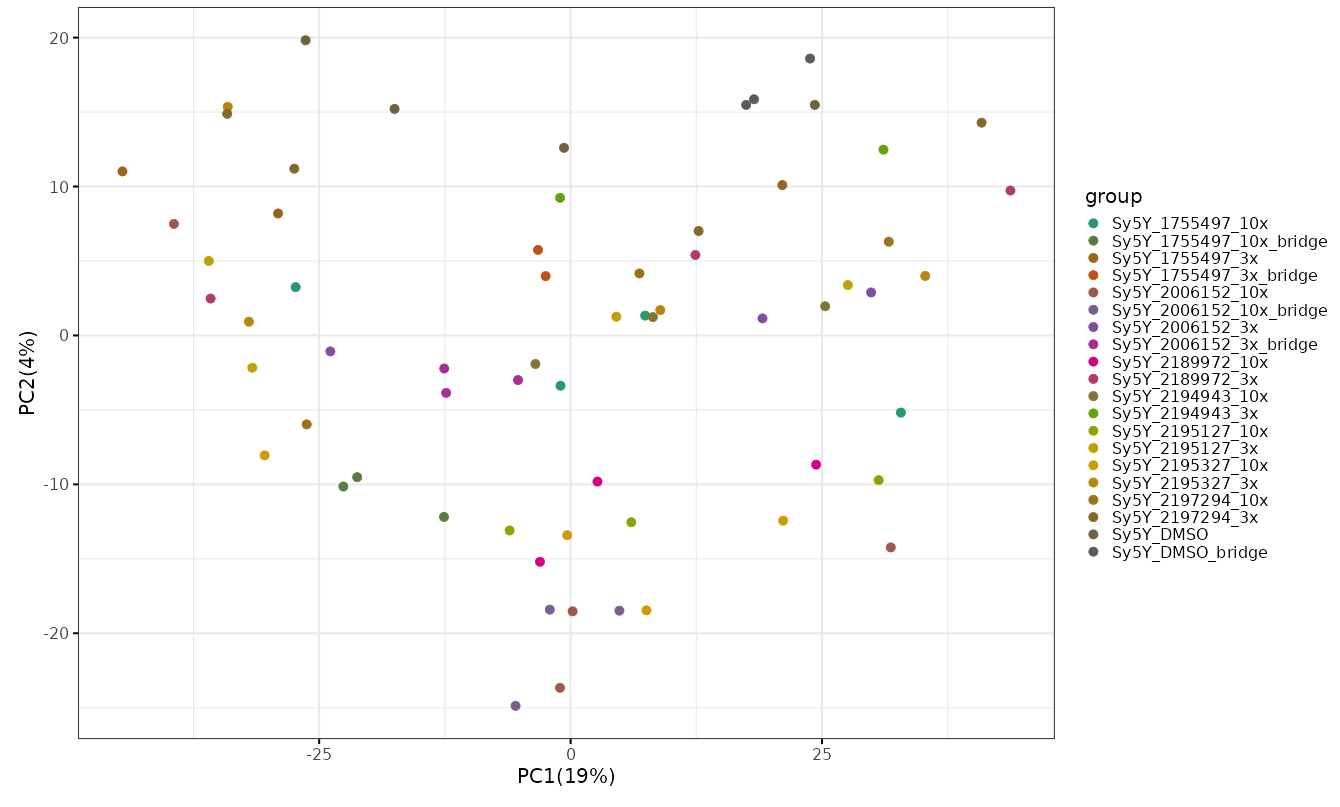 20
10
0
-10
-20
PC2(4%)
-25
0
25
PC1(19%)
group
Sy5Y_1755497_10x
Sy5Y_1755497_10x_bridge
Sy5Y_1755497_3x
Sy5Y_1755497_3x_bridge
Sy5Y_2006152_10x
Sy5Y_2006152_10x_bridge
Sy5Y_2006152_3x
Sy5Y_2006152_3x_bridge
Sy5Y_2189972_10x
Sy5Y_2189972_3x
Sy5Y_2194943_10x
Sy5Y_2194943_3x
Sy5Y_2195127_10x
Sy5Y_2195127_3x
Sy5Y_2195327_10x
Sy5Y_2195327_3x
Sy5Y_2197294_10x
Sy5Y_2197294_3x
Sy5Y_DMSO
Sy5Y_DMSO_bridge